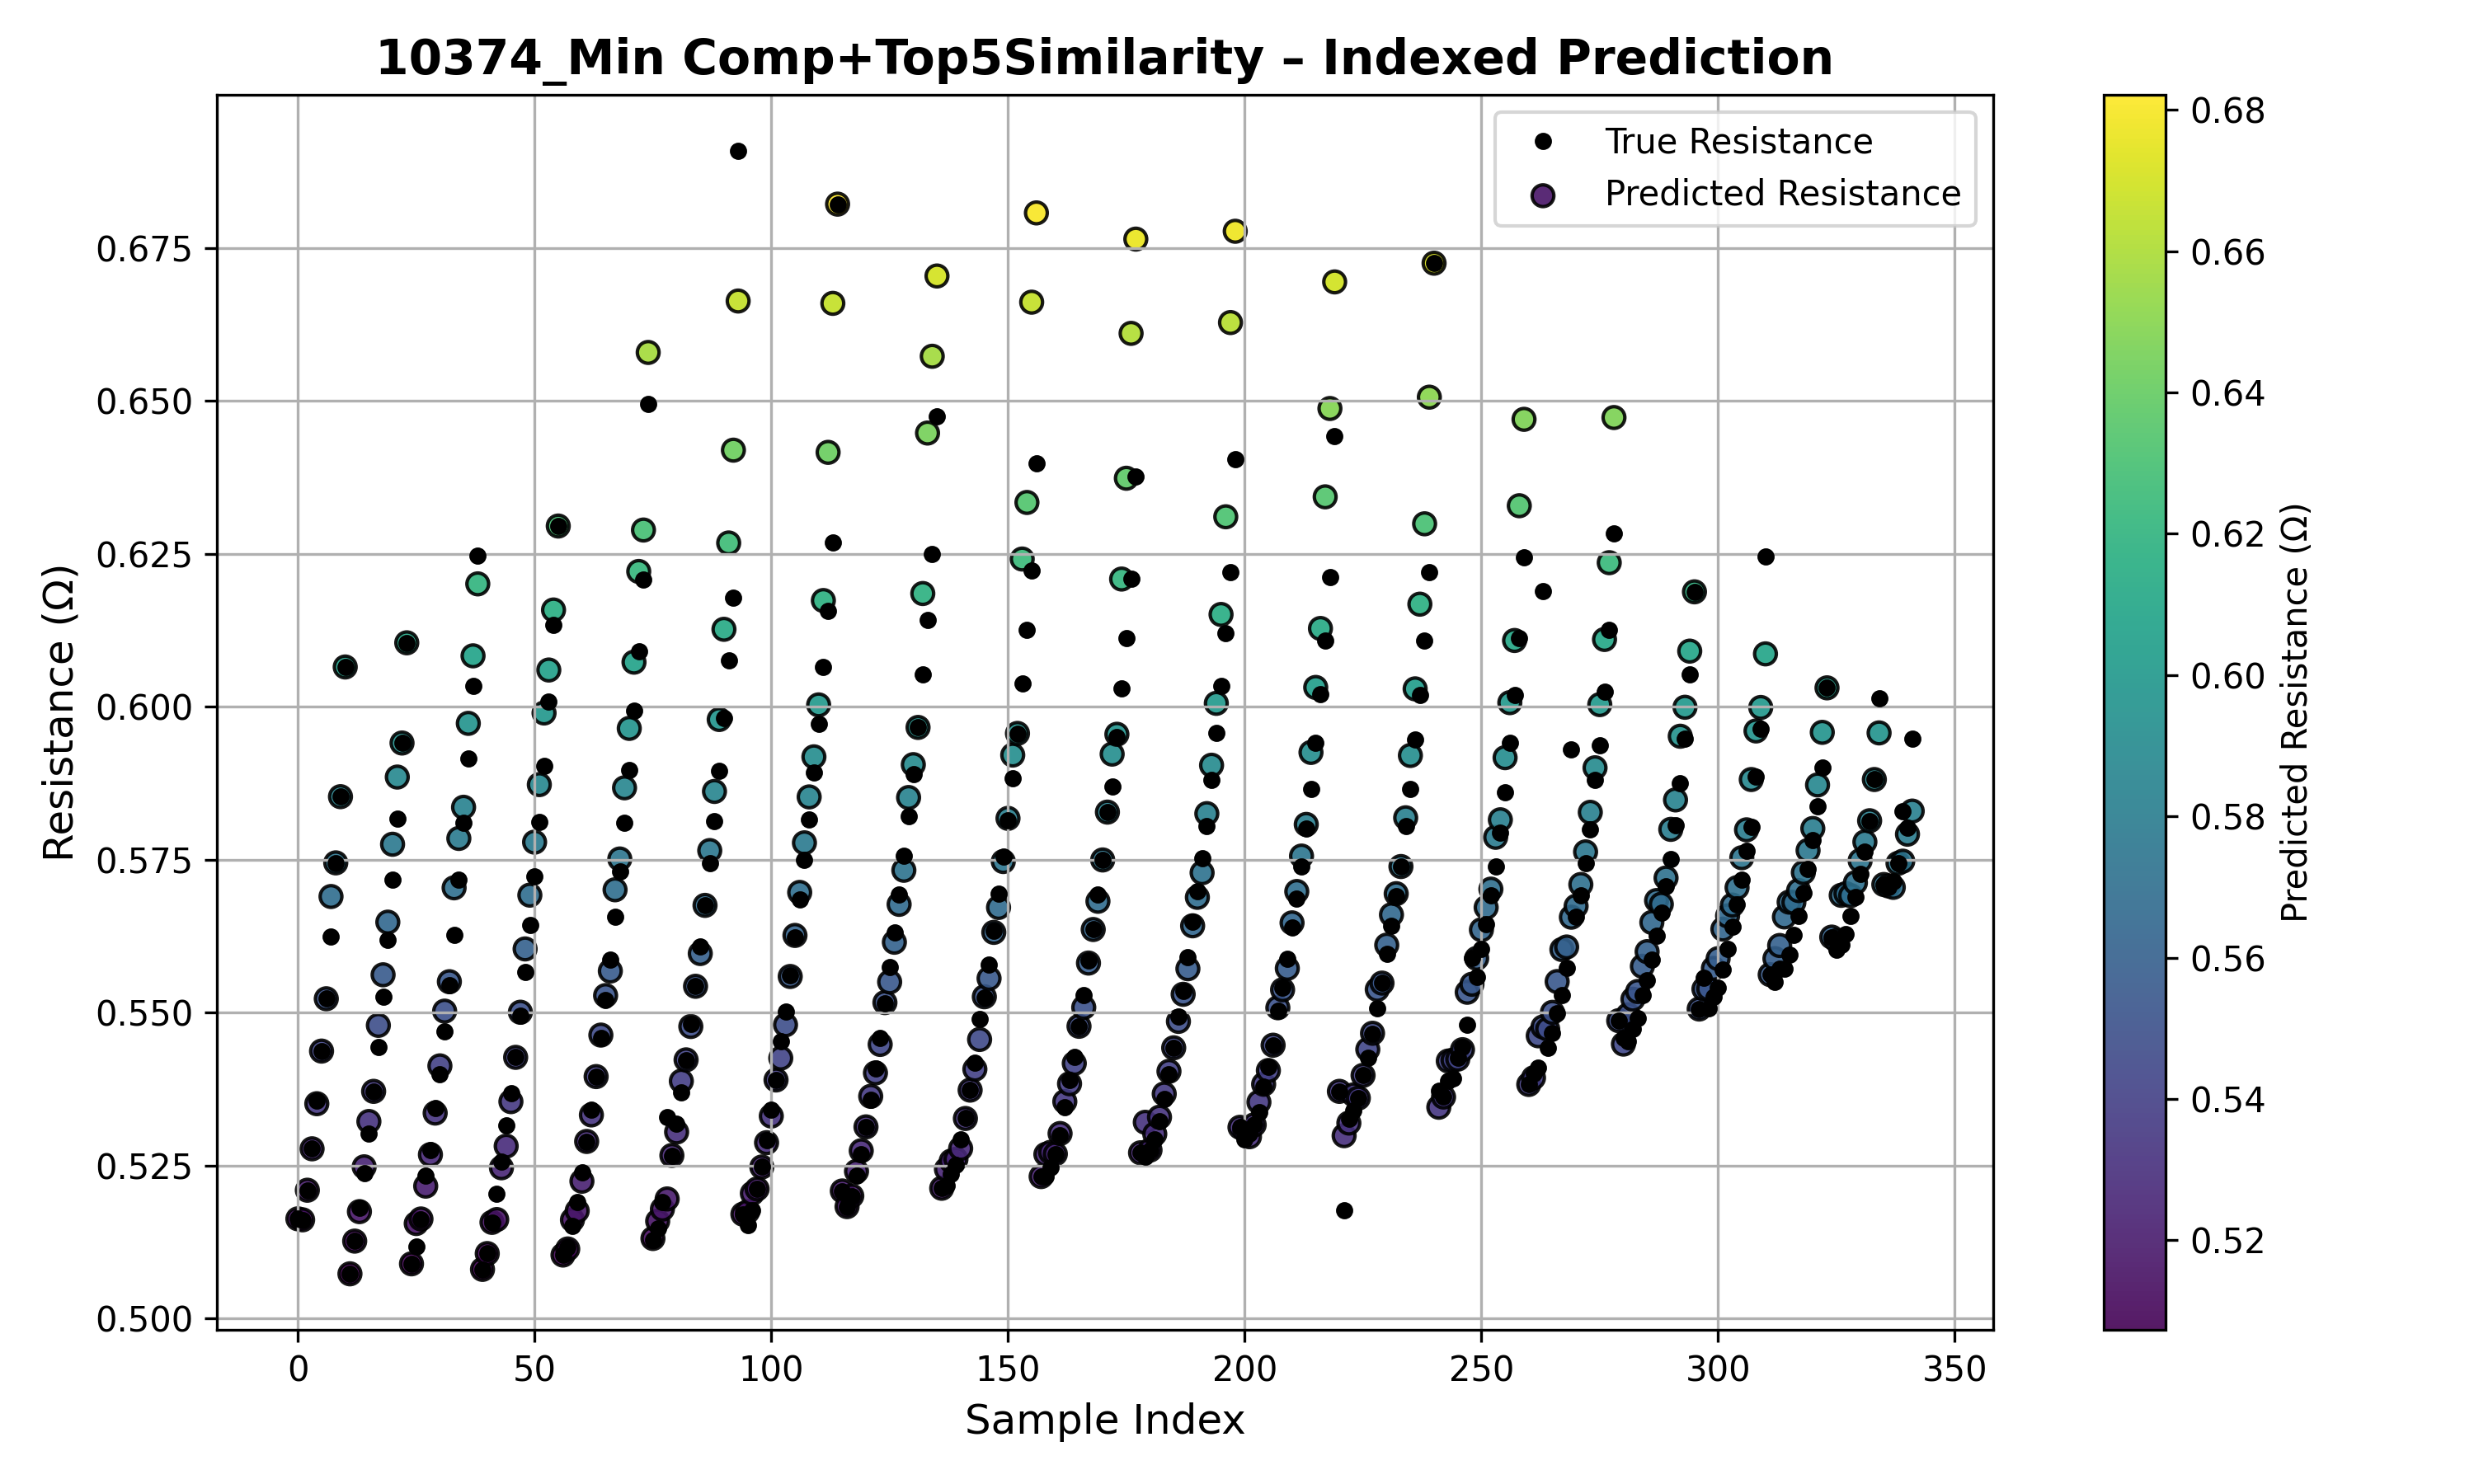 10374_Min Comp+Top5Similarity – Indexed Prediction
True Resistance
Predicted Resistance
Resistance (Ω)
0.675
0.650
0.625
0.600
0.575
0.550
0.525
0.500
0 50 100 150 200 250 300 350
Sample Index
0.68
0.66
0.64
0.62
0.60
0.58
0.56
0.54
0.52
Predicted Resistance (Ω)